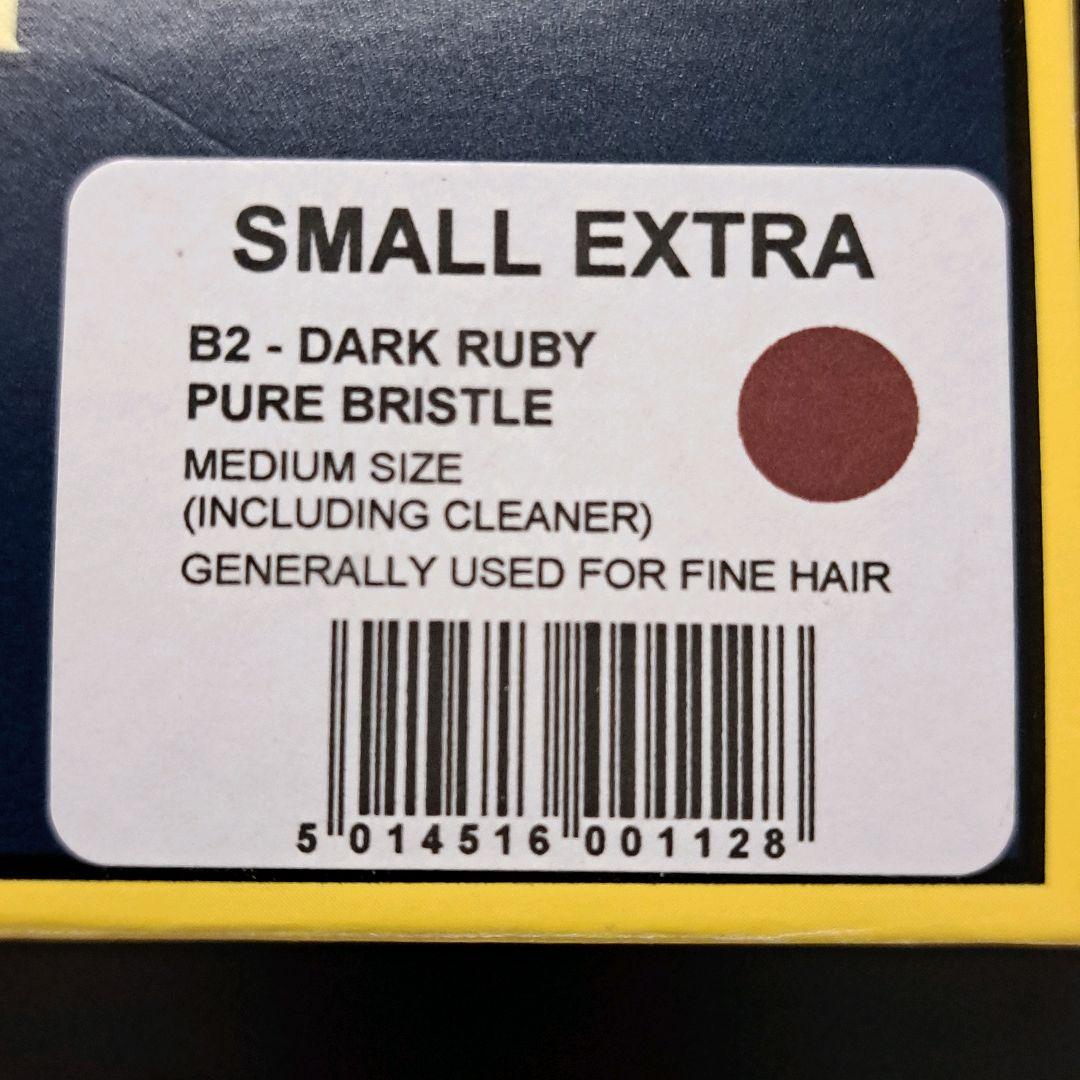 SMALL EXTRA
B2 - DARK RUBY
PURE BRISTLE
MEDIUM SIZE
(INCLUDING CLEANER)
GENERALLY USED FOR FINE HAIR
5 014516 001128